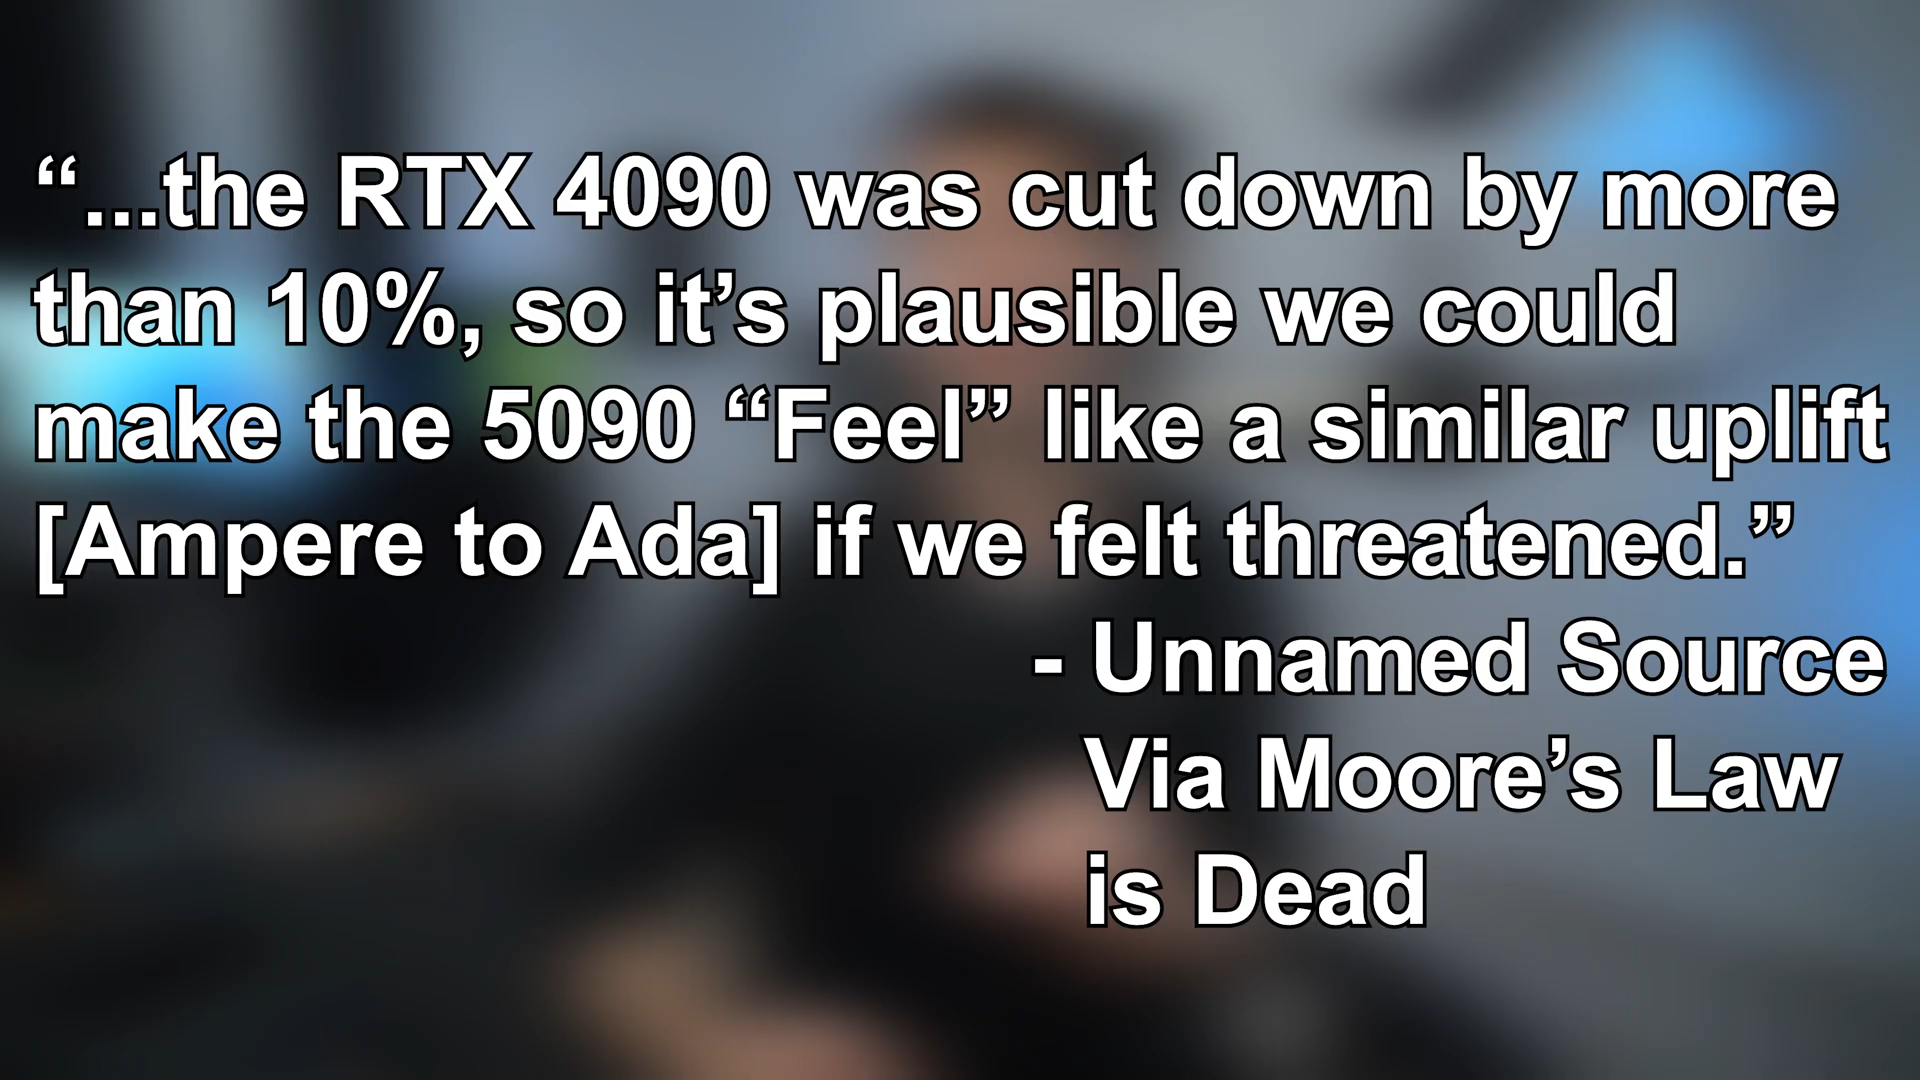 “...the RTX 4090 was cut down by more
than 10%, so it’s plausible we could
make the 5090 “Feel” like a similar uplift
[Ampere to Ada] if we felt threatened.”
- Unnamed Source
Via Moore’s Law
is Dead